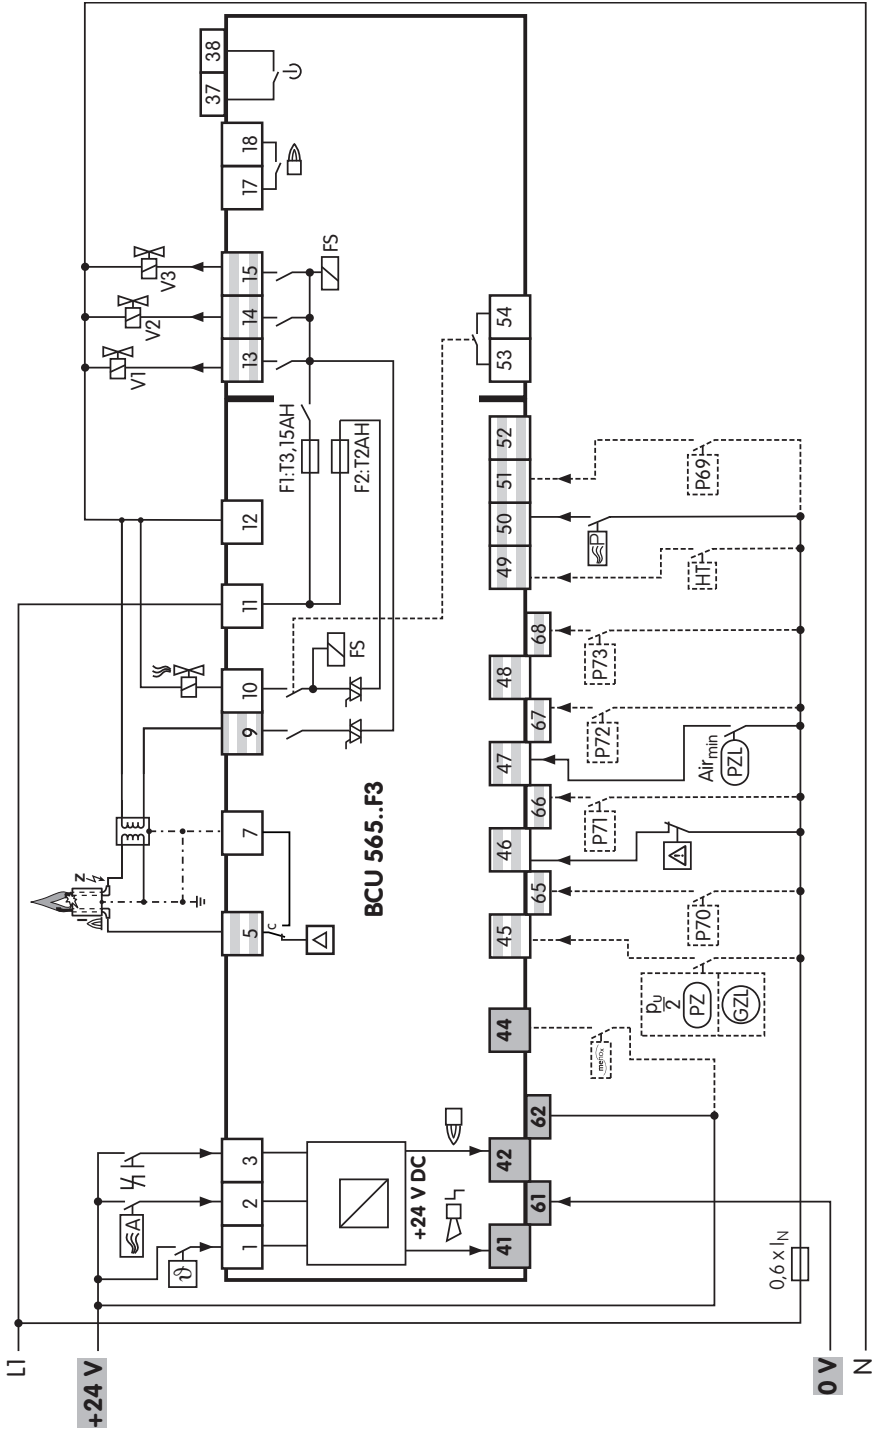 L1
+24 V
0 V
N
38
37
18
17
V3
V2
V1
15
14
13
FS
54
53
F1:T3,15AH
F2:T2AH
12
11
10
9
FS
7
5
c
Z
I
BCU 565..F3
52
51
50
49
68
48
67
47
66
46
65
45
44
62
42
61
41
P69
P
HT
P73
P72
Air min
PZL
P71
P70
pu
2
PZ
GZL
menox
3
2
1
A
ϑ
+24 V DC
0,6 x IN